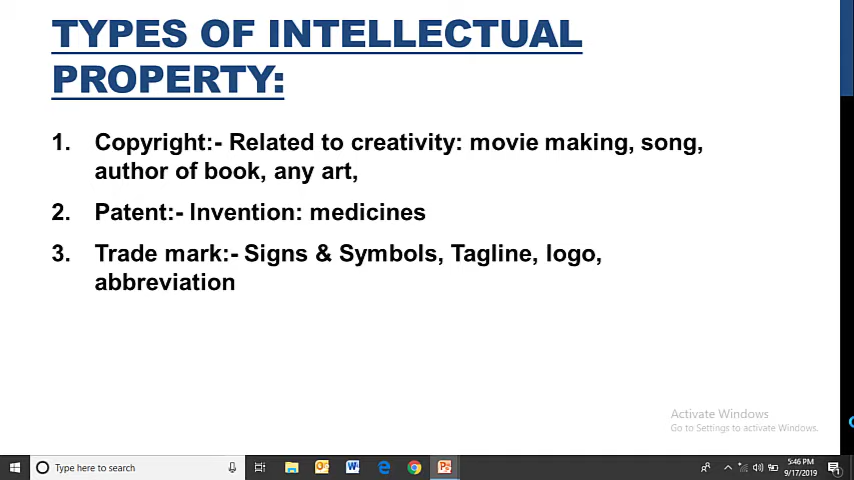 TYPES OF INTELLECTUAL
PROPERTY:
1. Copyright:- Related to creativity: movie making, song,
author of book, any art,
2. Patent:- Invention: medicines
3. Trade mark:- Signs & Symbols, Tagline, logo,
abbreviation
Activate Windows
Go to Settings to activate Windows.
Type here to search
5:46 PM
9/17/2019